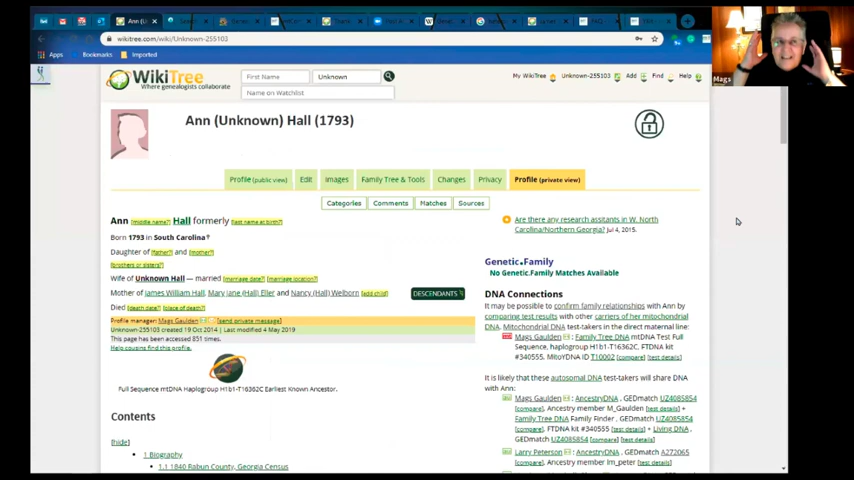 Ann (U
wikitree.com/wiki/Unknown-255103
Apps Bookmarks Imported
WikiTree
Where genealogists collaborate
First Name Unknown
Name on Watchlist
My WikiTree Unknown-255103 Add Find Help
Mags
Ann (Unknown) Hall (1793)
Profile (public view) Edit Images Family Tree & Tools Changes Privacy Profile (private view)
Categories Comments Matches Sources
Ann [middle name?] Hall formerly [last name at birth?]
Born 1793 in South Carolina
Daughter of [father?] and [mother?]
[brothers or sisters?]
Wife of Unknown Hall — married [marriage date?] [marriage location?]
Mother of James William Hall, Mary Jane (Hall) Eller and Nancy (Hall) Welborn [add child]
DESCENDANTS
Died [death date?] [place of death?]
Profile manager: Mags Gaulden [send private message]
Unknown-255103 created 19 Oct 2014 | Last modified 4 May 2019
This page has been accessed 851 times.
Help cousins find this profile.
Full Sequence mtDNA Haplogroup H1b1-T16362C Earliest Known Ancestor.
Contents
[hide]
1 Biography
1.1 1840 Rabun County, Georgia Census
Are there any research assitants in W. North
Carolina/Northern Georgia? Jul 4, 2015.
Genetic.Family
No Genetic.Family Matches Available
DNA Connections
It may be possible to confirm family relationships with Ann by
comparing test results with other carriers of her mitochondrial
DNA. Mitochondrial DNA test-takers in the direct maternal line:
Mags Gaulden : Family Tree DNA mtDNA Test Full
Sequence, haplogroup H1b1-T16362C, FTDNA kit
#340555, MitoYDNA ID T10002 [compare] [test details]
It is likely that these autosomal DNA test-takers will share DNA
with Ann:
Mags Gaulden : AncestryDNA, GEDmatch UZ4085854
[compare], Ancestry member M_Gaulden [test details] +
Family Tree DNA Family Finder, GEDmatch UZ4085854
[compare], FTDNA kit #340555 [test details] + Living DNA,
GEDmatch UZ4085854 [compare] [test details]
Larry Peterson : AncestryDNA, GEDmatch A272065
[compare], Ancestry member lm_peter [test details]